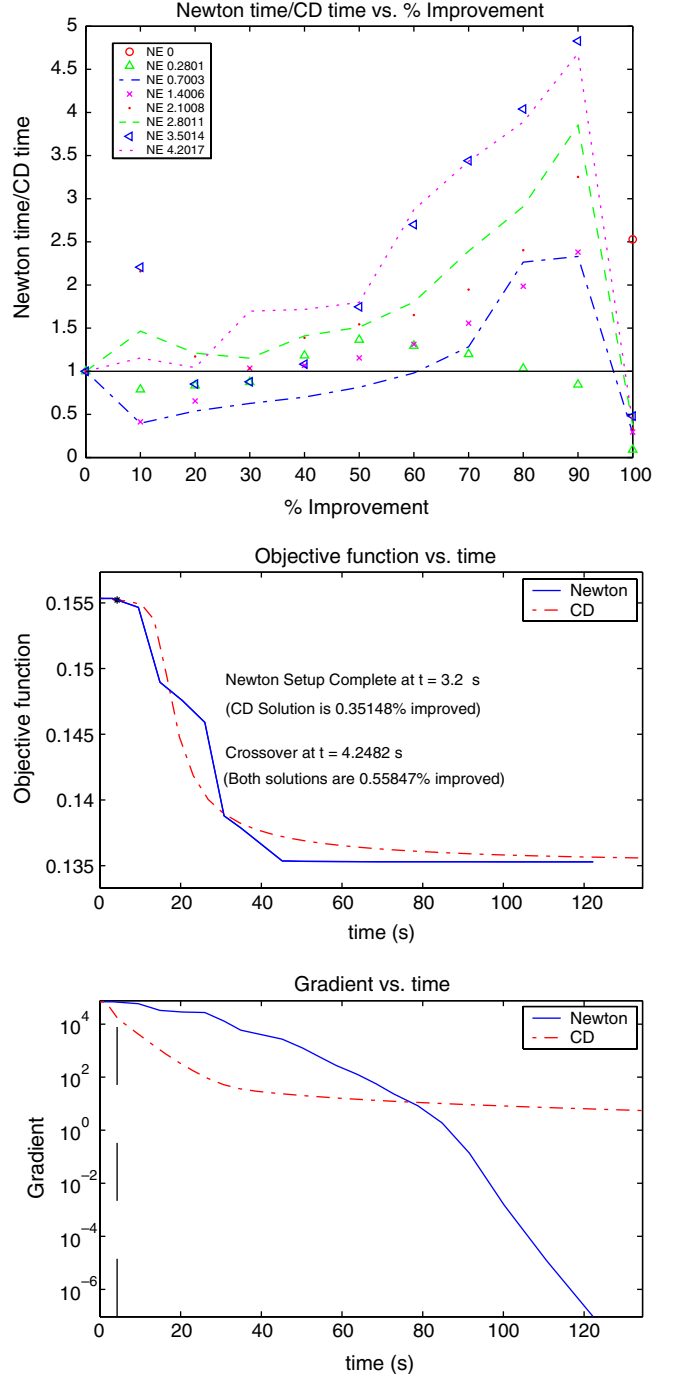 Newton time/CD time vs. % Improvement
Newton time/CD time
5
4.5
4
3.5
3
2.5
2
1.5
1
0.5
0
NE 0
NE 0.2801
NE 0.7003
NE 1.4006
NE 2.1008
NE 2.8011
NE 3.5014
NE 4.2017
0 10 20 30 40 50 60 70 80 90 100
% Improvement
Objective function vs. time
Objective function
0.155
0.15
0.145
0.14
0.135
Newton
CD
Newton Setup Complete at t = 3.2 s
(CD Solution is 0.35148% improved)
Crossover at t = 4.2482 s
(Both solutions are 0.55847% improved)
0 20 40 60 80 100 120
time (s)
Gradient vs. time
Gradient
10^4
10^2
10^0
10^−2
10^−4
10^−6
Newton
CD
0 20 40 60 80 100 120
time (s)